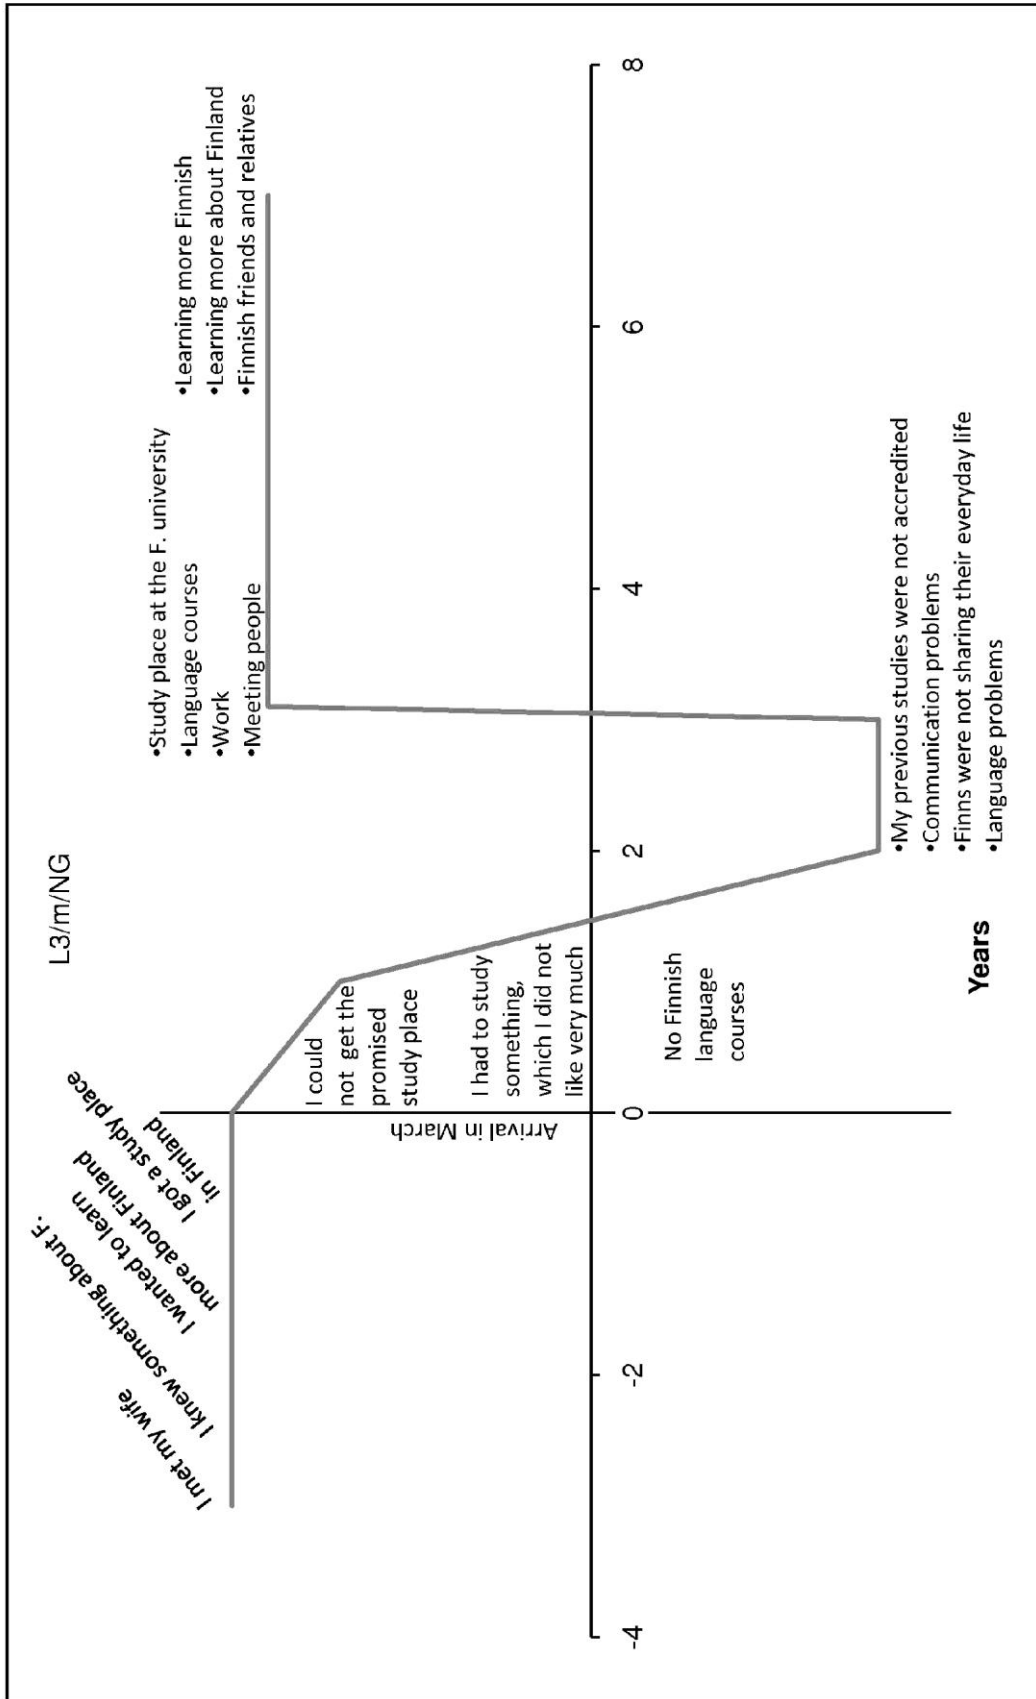 L3/m/NG
I met my wife
I knew something about F.
I wanted to learn
more about Finland
I got a study place
in Finland
Arrival in March
I could
not get the
promised
study place
I had to study
something,
which I did not
like very much
No Finnish
language
courses
•Study place at the F. university
•Language courses
•Work
•Meeting people
•Learning more Finnish
•Learning more about Finland
•Finnish friends and relatives
-4
-2
0
2
4
6
8
•My previous studies were not accredited
•Communication problems
•Finns were not sharing their everyday life
•Language problems
Years